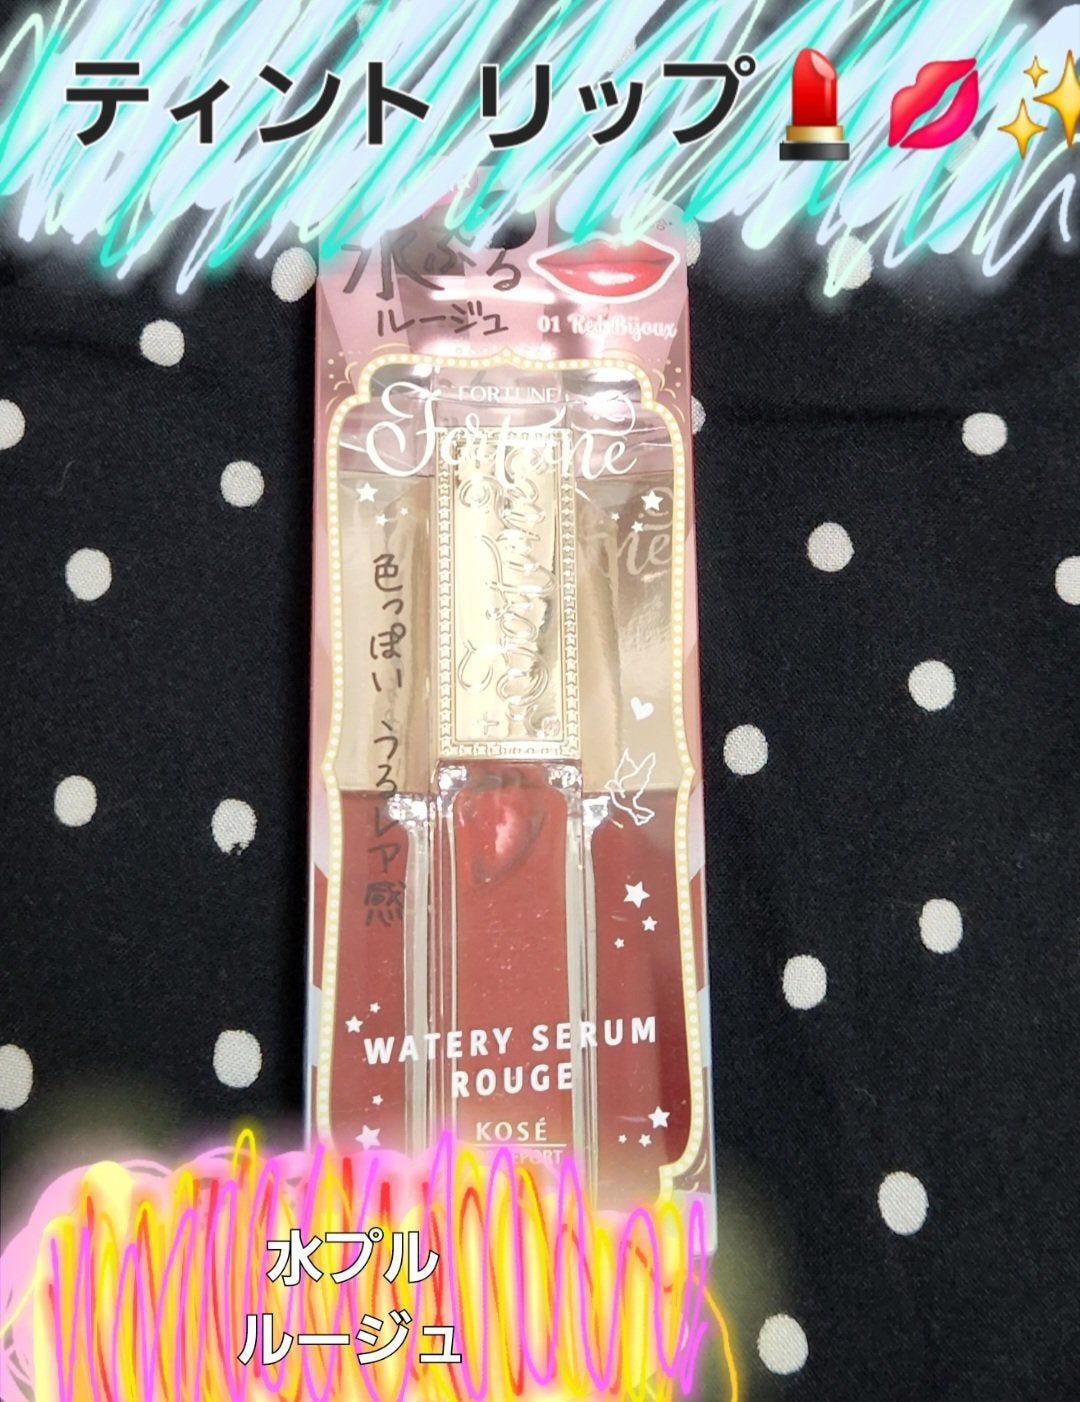 ティント リップ💄💋✨
水ぷる
ルージュ
01 Red Bijoux
FORTUNE
Fortune
色っぽいうるレア感
WATERY SERUM
ROUGE
KOSÉ
水プル
ルージュ